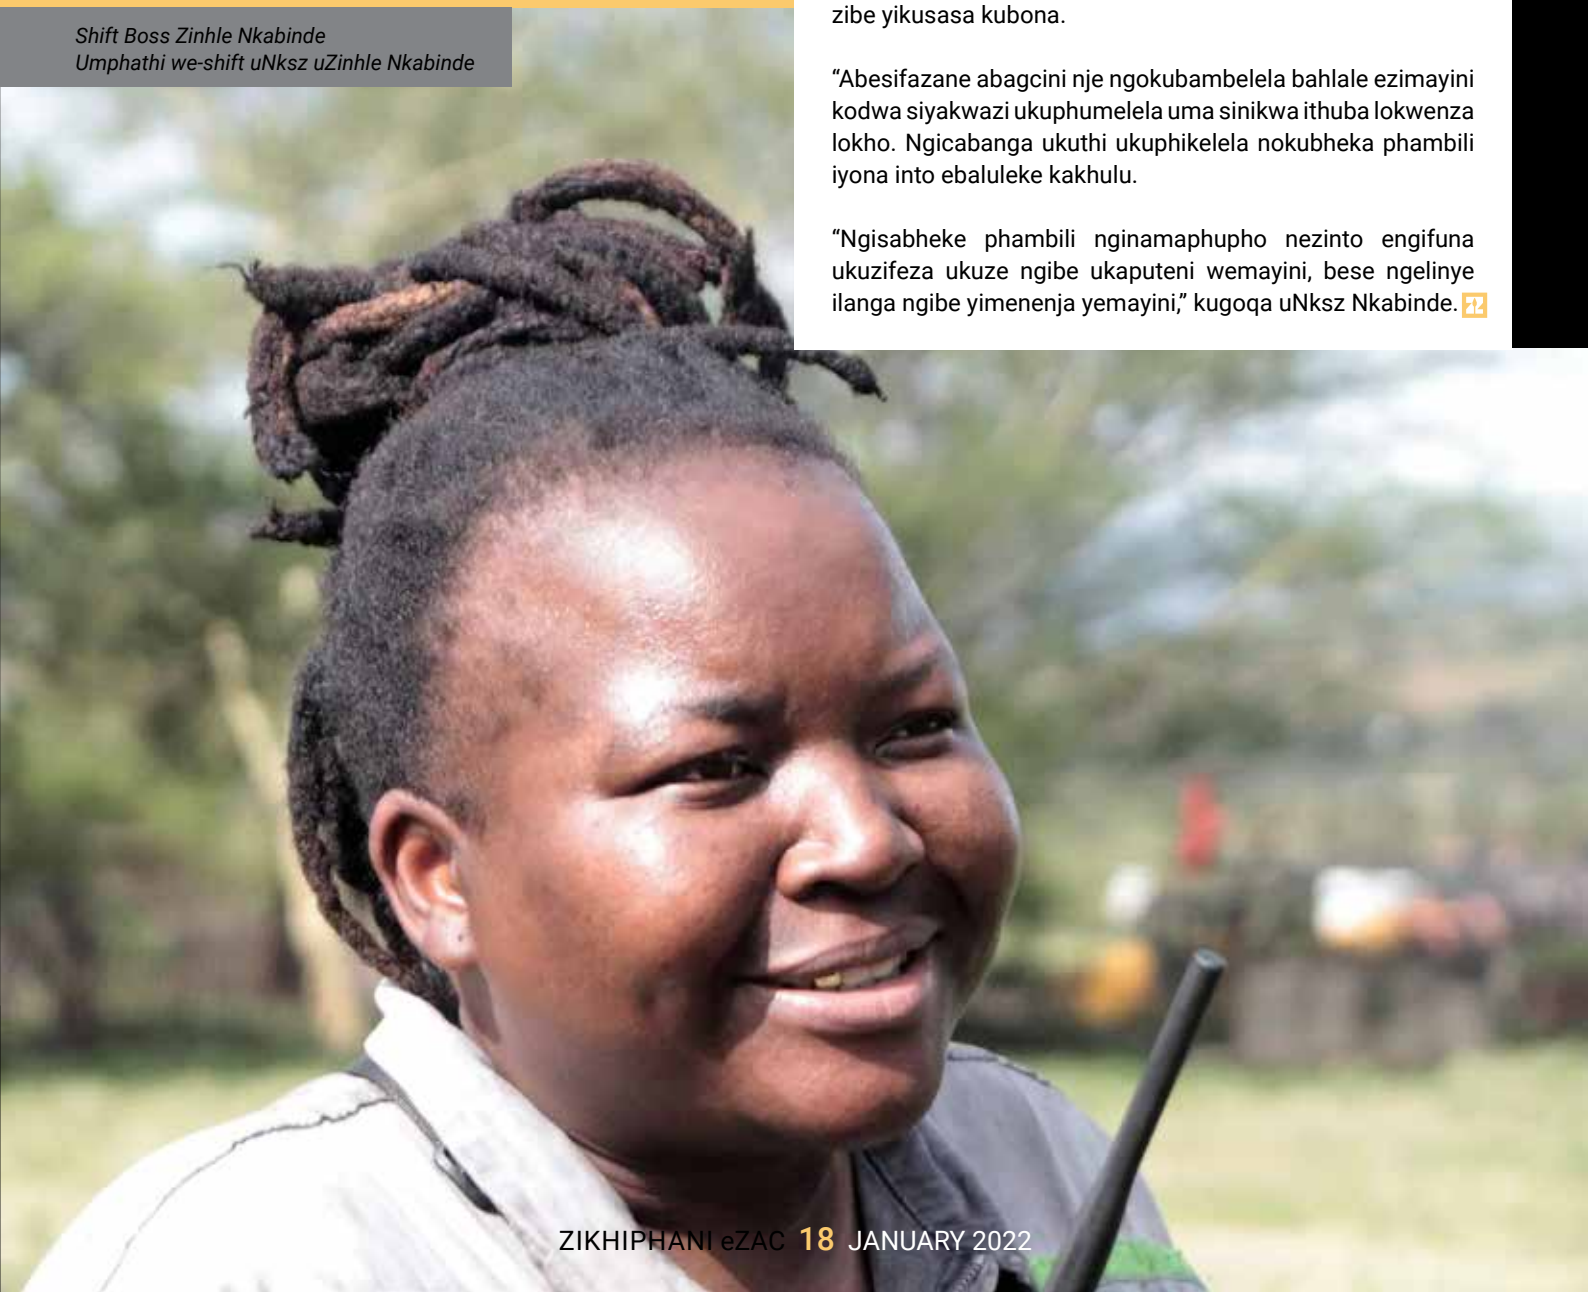 Shift Boss Zinhle Nkabinde
Umphathi we-shift uNksz uZinhle Nkabinde
zibe yikusasa kubona.
“Abesifazane abagcini nje ngokubambelela bahlale ezimayini
kodwa siyakwazi ukuphumelela uma sinikwa ithuba lokwenza
lokho. Ngicabanga ukuthi ukuphikelela nokubheka phambili
iyona into ebaluleke kakhulu.
“Ngisabheke phambili nginamaphupho nezinto engifuna
ukuzifeza ukuze ngibe ukaputeni wemayini, bese ngelinye
ilanga ngibe yimenenja yemayini,” kugoqa uNksz Nkabinde.
ZIKHIPHANI eZAC 18 JANUARY 2022